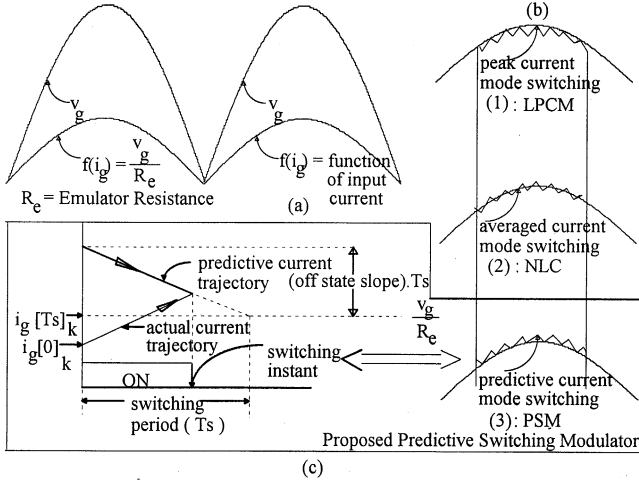 (b)
peak current
mode switching
(1) : LPCM
v
g
v
g
f(i ) =
g
v
g
R
e
f(i ) = function
g
of input
current
R = Emulator Resistance
e
(a)
averaged current
mode switching
(2) : NLC
predictive current
trajectory
(off state slope).Ts
v
g
R
e
i [Ts]
g k
actual current
trajectory
i [0]
g k
switching
instant
ON
switching
period ( Ts )
predictive current
mode switching
(3) : PSM
Proposed Predictive Switching Modulator
(c)